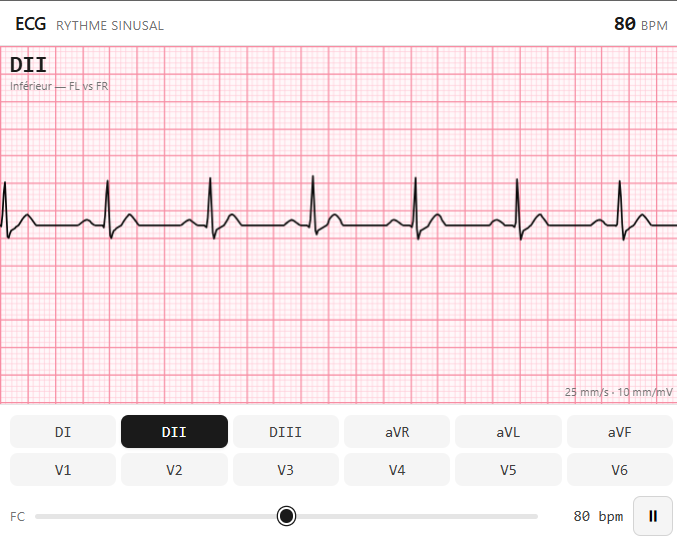 ECG RYTHME SINUSAL 80 BPM
DII
Inférieur — FL vs FR
25 mm/s · 10 mm/mV
DI DII DIII aVR aVL aVF
V1 V2 V3 V4 V5 V6
FC 80 bpm